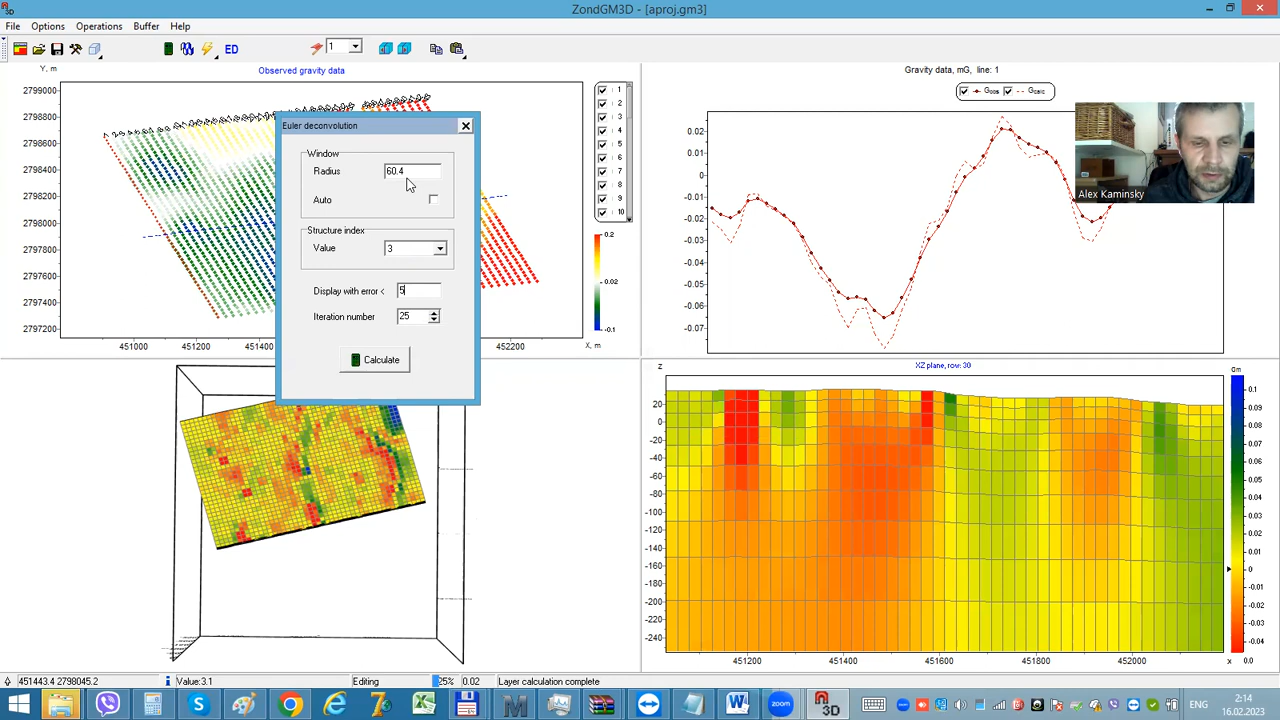 ZondGM3D - [aproj.gm3]
File Options Operations Buffer Help
ED
1
Y, m
Observed gravity data
2799000
2798800
2798600
2798400
2798200
2798000
2797800
2797600
2797400
2797200
451000 451200 4514 452200 X, m
1
2
3
4
5
6
7
8
9
10
0.2
0.02
-0.1
Euler deconvolution
Window
Radius 60.4
Auto
Structure index
Value 3
Display with error < 5
Iteration number 25
Calculate
Gravity data, mG, line: 1
Gobs Gcalc
0.02
0.01
0
-0.01
-0.02
-0.03
-0.04
-0.05
-0.06
-0.07
Alex Kaminsky
XZ plane, row: 30
z
20
0
-20
-40
-60
-80
-100
-120
-140
-160
-180
-200
-220
-240
451200 451400 451600 451800 452000 x
Gm
0.1
0.09
0.08
0.07
0.06
0.05
0.04
0.03
0.02
0.01
0
-0.01
-0.02
-0.03
-0.04
0.0
451443.4 2798045.2 Value:3.1 Editing 25% 0.02 Layer calculation complete
zoom
3D
ENG
2:14
16.02.2023